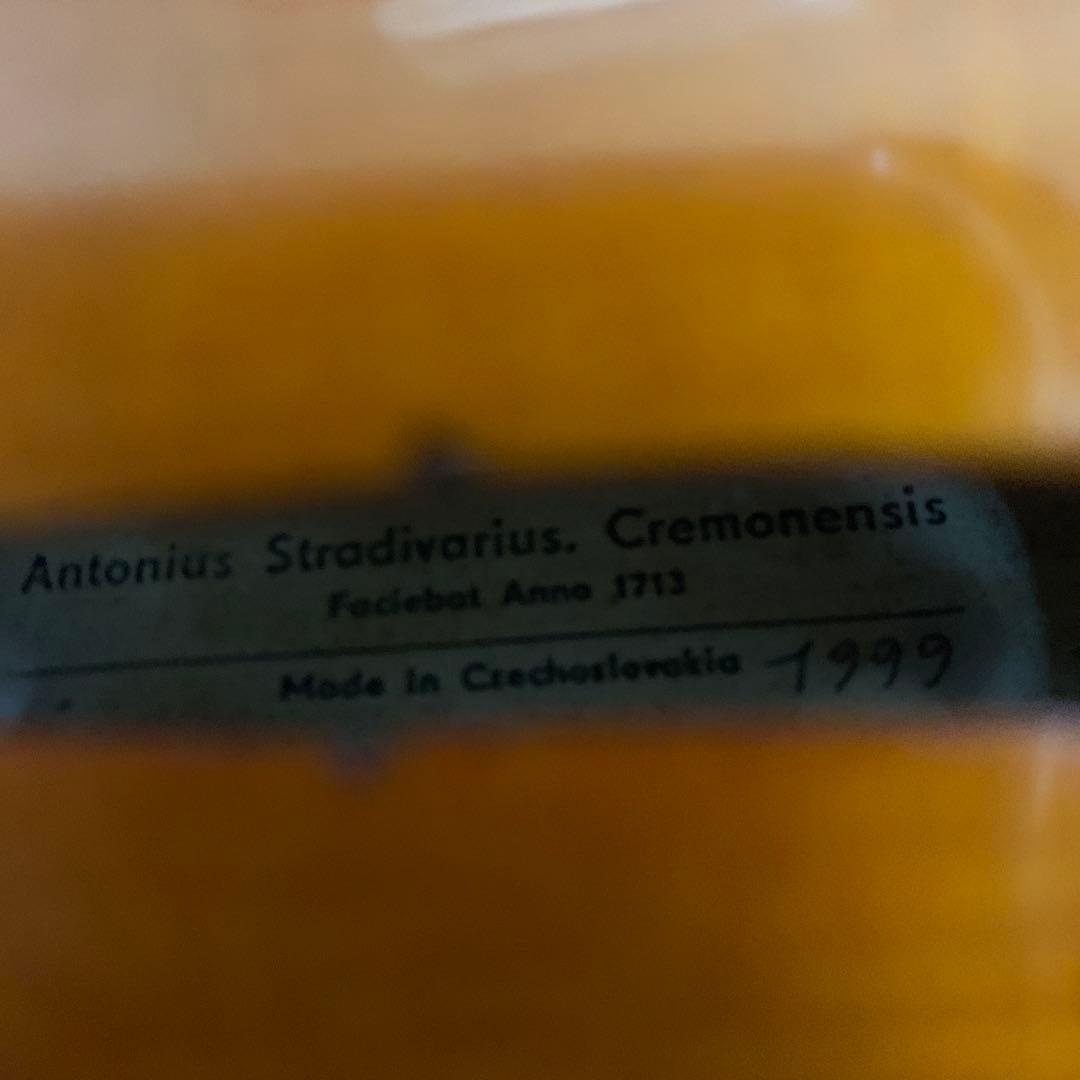 Antonius Stradivarius. Cremonensis
Faciebat Anno 1713
Made in Czechoslovakia 1999